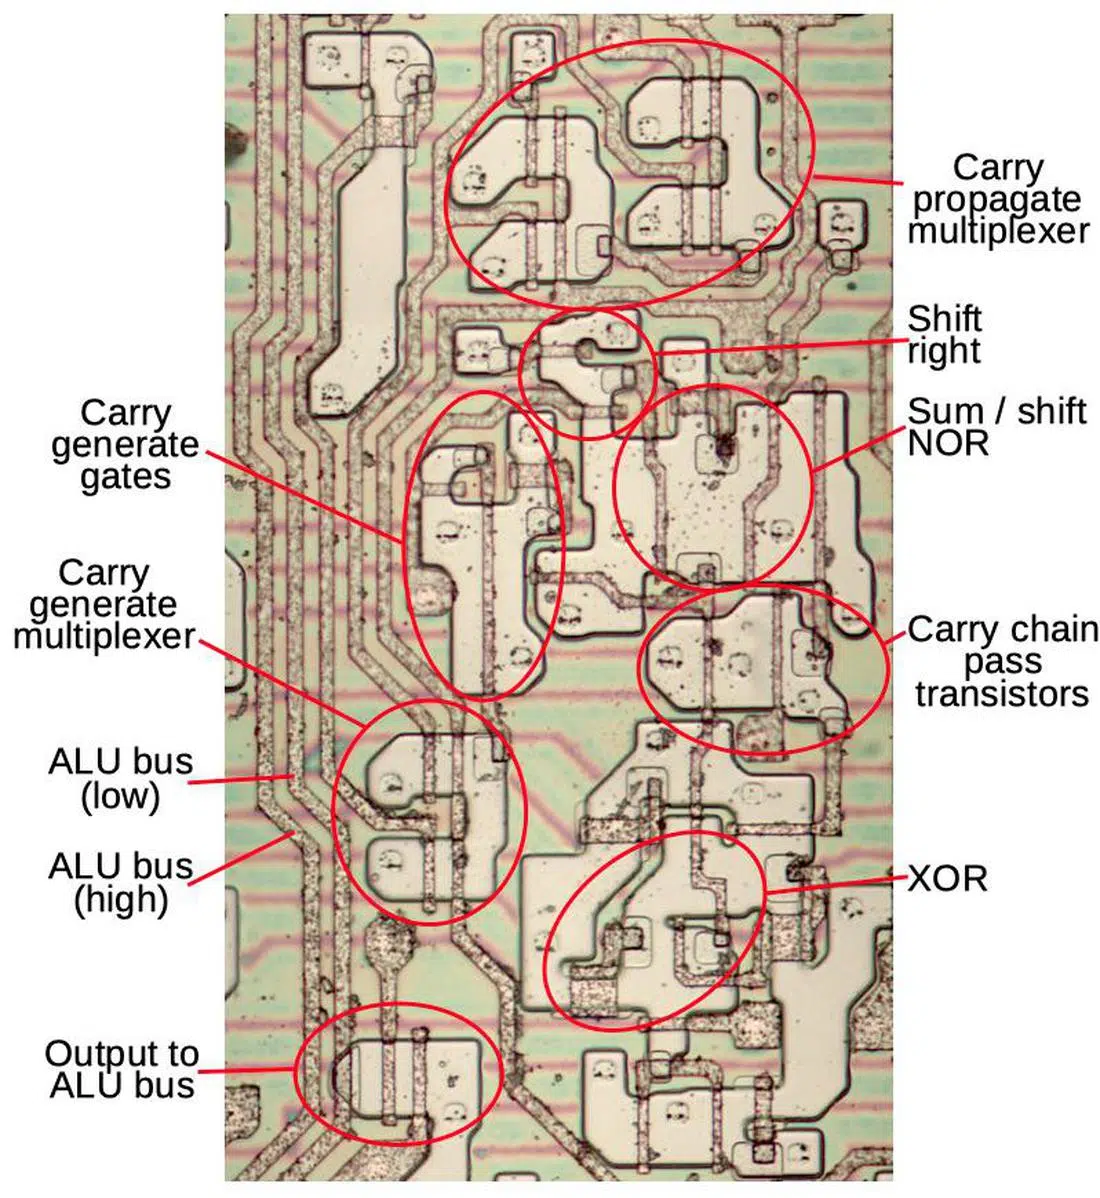 Carry
propagate
multiplexer
Shift
right
Carry
generate
gates
Sum / shift
NOR
Carry
generate
multiplexer
Carry chain
pass
transistors
ALU bus
(low)
ALU bus
(high)
XOR
Output to
ALU bus